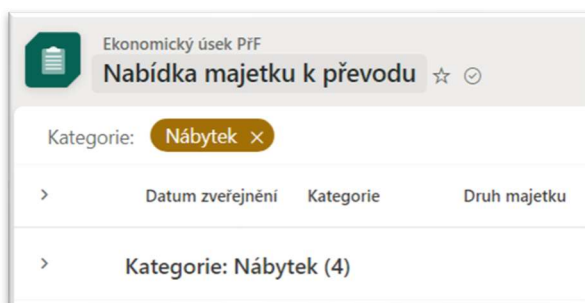 Ekonomický úsek PřF
Nabídka majetku k převodu
Kategorie: Nábytek
Datum zveřejnění Kategorie Druh majetku
Kategorie: Nábytek (4)